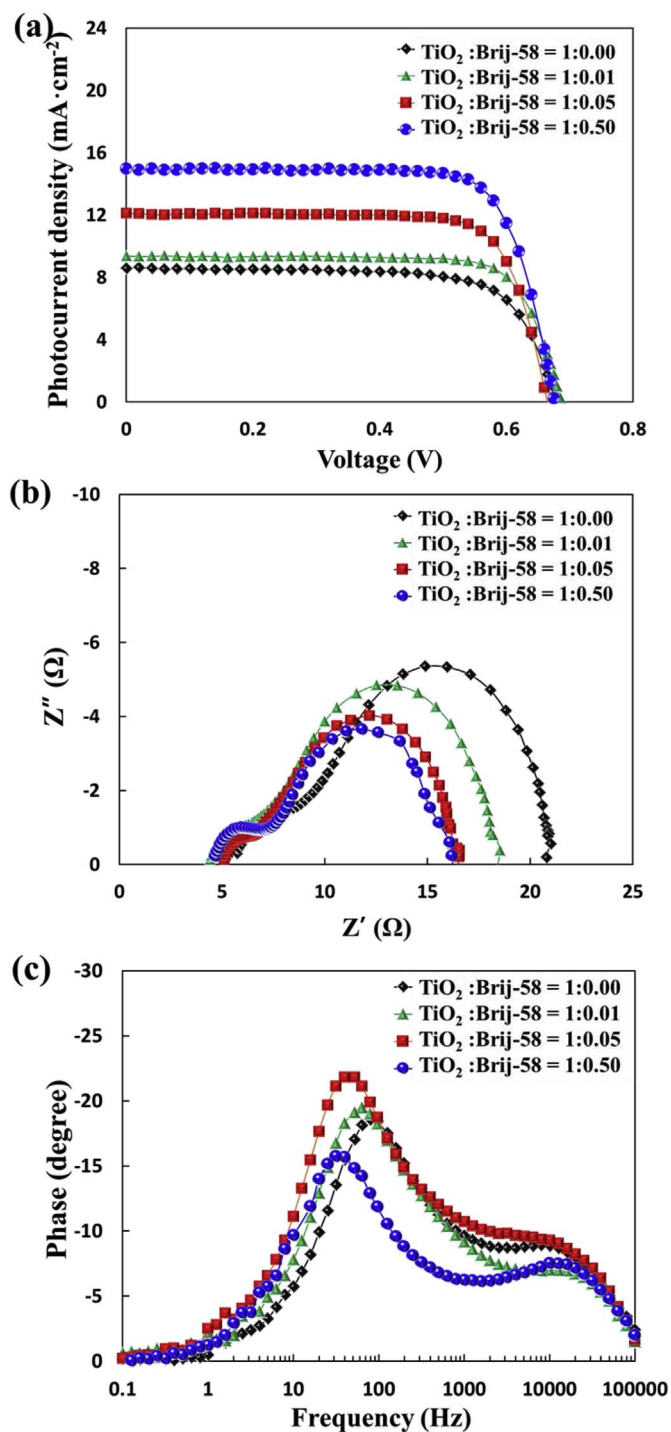 (a)
Photocurrent density (mA·cm⁻²)
24
20
16
12
8
4
0
TiO₂ :Brij-58 = 1:0.00
TiO₂ :Brij-58 = 1:0.01
TiO₂ :Brij-58 = 1:0.05
TiO₂ :Brij-58 = 1:0.50
0 0.2 0.4 0.6 0.8
Voltage (V)
(b)
Z″ (Ω)
-10
-8
-6
-4
-2
0
TiO₂ :Brij-58 = 1:0.00
TiO₂ :Brij-58 = 1:0.01
TiO₂ :Brij-58 = 1:0.05
TiO₂ :Brij-58 = 1:0.50
0 5 10 15 20 25
Z′ (Ω)
(c)
Phase (degree)
-30
-25
-20
-15
-10
-5
0
TiO₂ :Brij-58 = 1:0.00
TiO₂ :Brij-58 = 1:0.01
TiO₂ :Brij-58 = 1:0.05
TiO₂ :Brij-58 = 1:0.50
0.1 1 10 100 1000 10000 100000
Frequency (Hz)